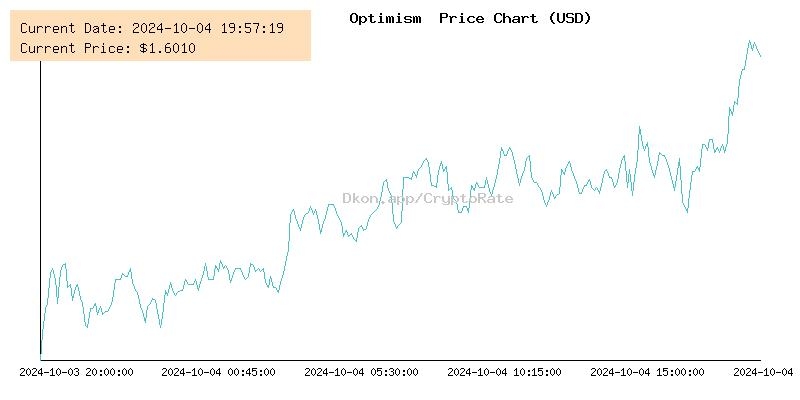 Optimism  Price Chart (USD)
Current Date: 2024-10-04 19:57:19
Current Price: $1.6010
Dkon.app/CryptoRate
2024-10-03 20:00:00 2024-10-04 00:45:00 2024-10-04 05:30:00 2024-10-04 10:15:00 2024-10-04 15:00:00 2024-10-04